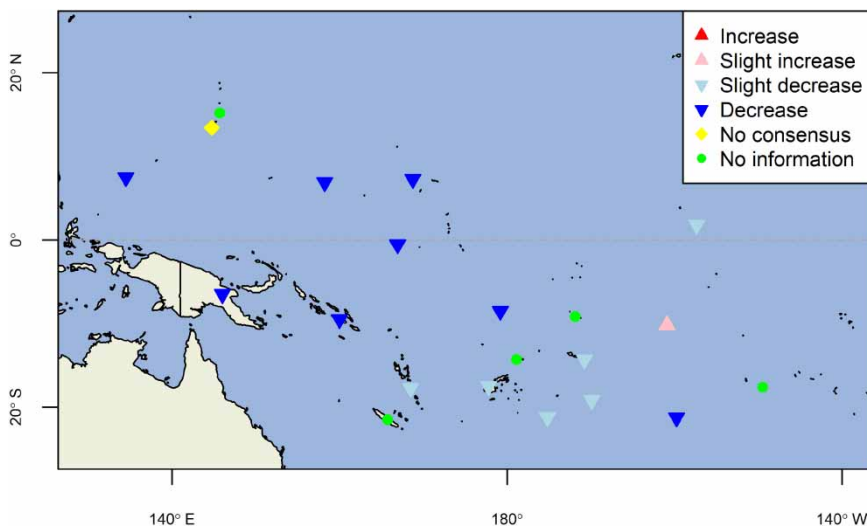 Increase
Slight increase
Slight decrease
Decrease
No consensus
No information
20° N
0°
20° S
140° E
180°
140° W